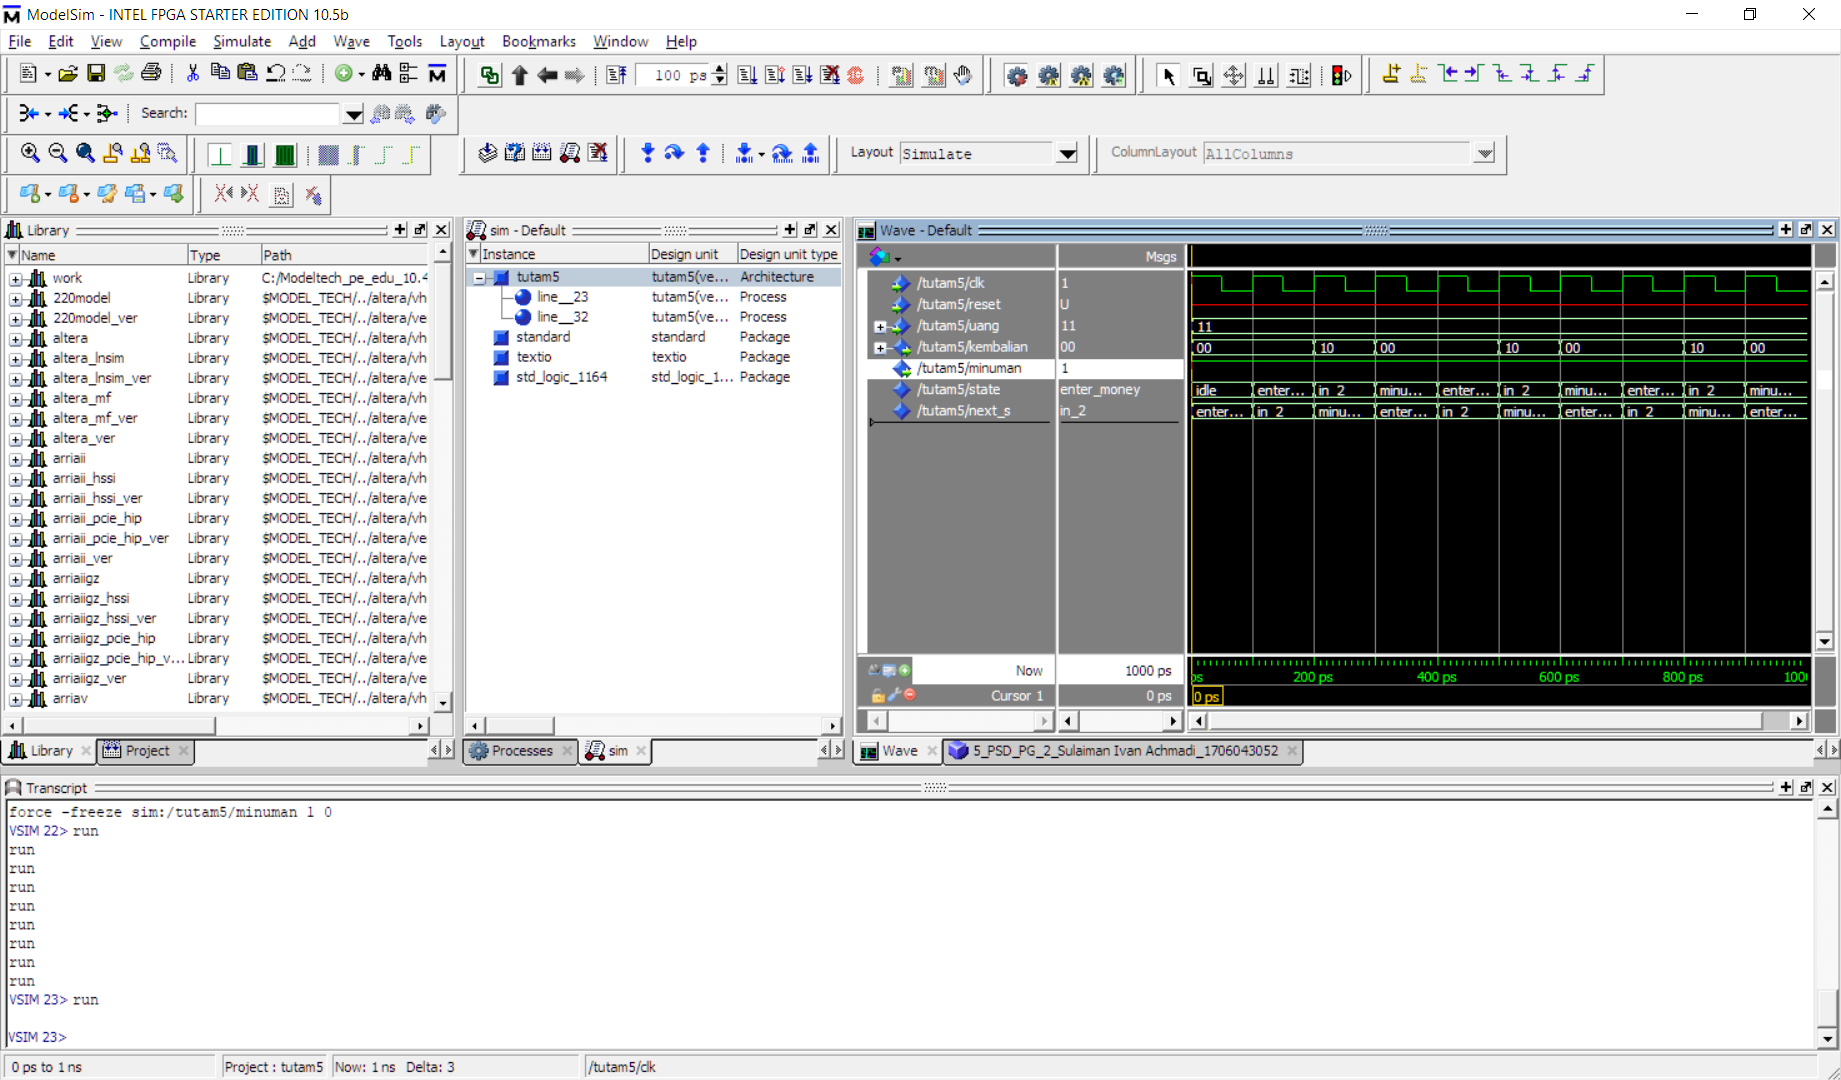 ModelSim - INTEL FPGA STARTER EDITION 10.5b
File Edit View Compile Simulate Add Wave Tools Layout Bookmarks Window Help
100 ps
Search:
Layout Simulate
ColumnLayout AllColumns
Library
Name Type Path
work Library C:/Modeltech_pe_edu_10.4
220model Library $MODEL_TECH/../altera/vh
220model_ver Library $MODEL_TECH/../altera/ve
altera Library $MODEL_TECH/../altera/vh
altera_lnsim Library $MODEL_TECH/../altera/vh
altera_lnsim_ver Library $MODEL_TECH/../altera/ve
altera_mf Library $MODEL_TECH/../altera/vh
altera_mf_ver Library $MODEL_TECH/../altera/ve
altera_ver Library $MODEL_TECH/../altera/ve
arriaii Library $MODEL_TECH/../altera/vh
arriaii_hssi Library $MODEL_TECH/../altera/vh
arriaii_hssi_ver Library $MODEL_TECH/../altera/ve
arriaii_pcie_hip Library $MODEL_TECH/../altera/vh
arriaii_pcie_hip_ver Library $MODEL_TECH/../altera/ve
arriaii_ver Library $MODEL_TECH/../altera/ve
arriaiigz Library $MODEL_TECH/../altera/vh
arriaiigz_hssi Library $MODEL_TECH/../altera/vh
arriaiigz_hssi_ver Library $MODEL_TECH/../altera/ve
arriaiigz_pcie_hip Library $MODEL_TECH/../altera/vh
arriaiigz_pcie_hip_v... Library $MODEL_TECH/../altera/ve
arriaiigz_ver Library $MODEL_TECH/../altera/ve
arriav Library $MODEL_TECH/../altera/vh
Library Project
sim - Default
Instance Design unit Design unit type
tutam5 tutam5(ve... Architecture
line__23 tutam5(ve... Process
line__32 tutam5(ve... Process
standard standard Package
textio textio Package
std_logic_1164 std_logic_1... Package
Processes sim
Wave - Default
Msgs
/tutam5/clk 1
/tutam5/reset U
/tutam5/uang 11 11
/tutam5/kembalian 00 00 10 00 10 00 10 00
/tutam5/minuman 1
/tutam5/state enter_money idle enter... in_2 minu... enter... in_2 minu... enter... in_2 minu...
/tutam5/next_s in_2 enter... in_2 minu... enter... in_2 minu... enter... in_2 minu... enter...
Now 1000 ps ps 200 ps 400 ps 600 ps 800 ps 100
Cursor 1 0 ps 0 ps
Wave 5_PSD_PG_2_Sulaiman Ivan Achmadi_1706043052
Transcript
force -freeze sim:/tutam5/minuman 1 0
VSIM 22> run
run
run
run
run
run
run
run
run
VSIM 23> run
VSIM 23>
0 ps to 1 ns Project : tutam5 Now: 1 ns Delta: 3 /tutam5/clk